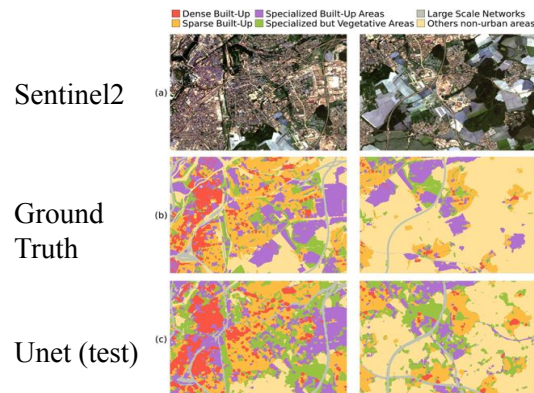 Dense Built-Up Specialized Built-Up Areas Large Scale Networks
Sparse Built-Up Specialized but Vegetative Areas Others non-urban areas
Sentinel2
(a)
Ground
Truth
(b)
Unet (test)
(c)